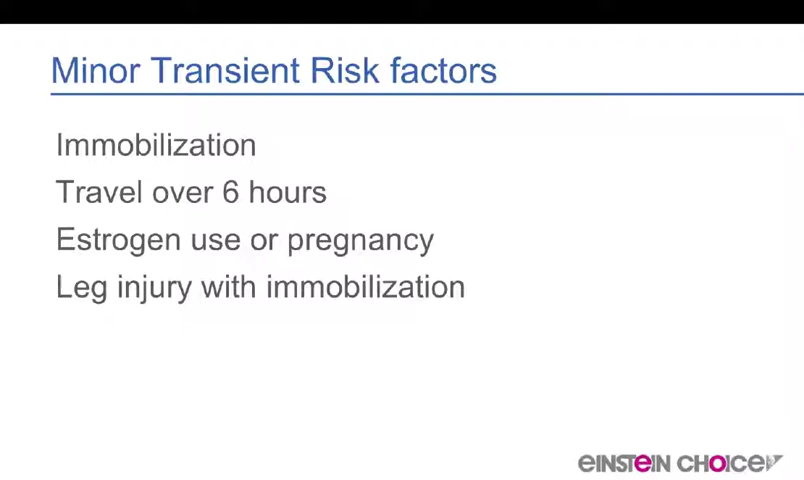 Minor Transient Risk factors
Immobilization
Travel over 6 hours
Estrogen use or pregnancy
Leg injury with immobilization
eINSTeIN CHOICE